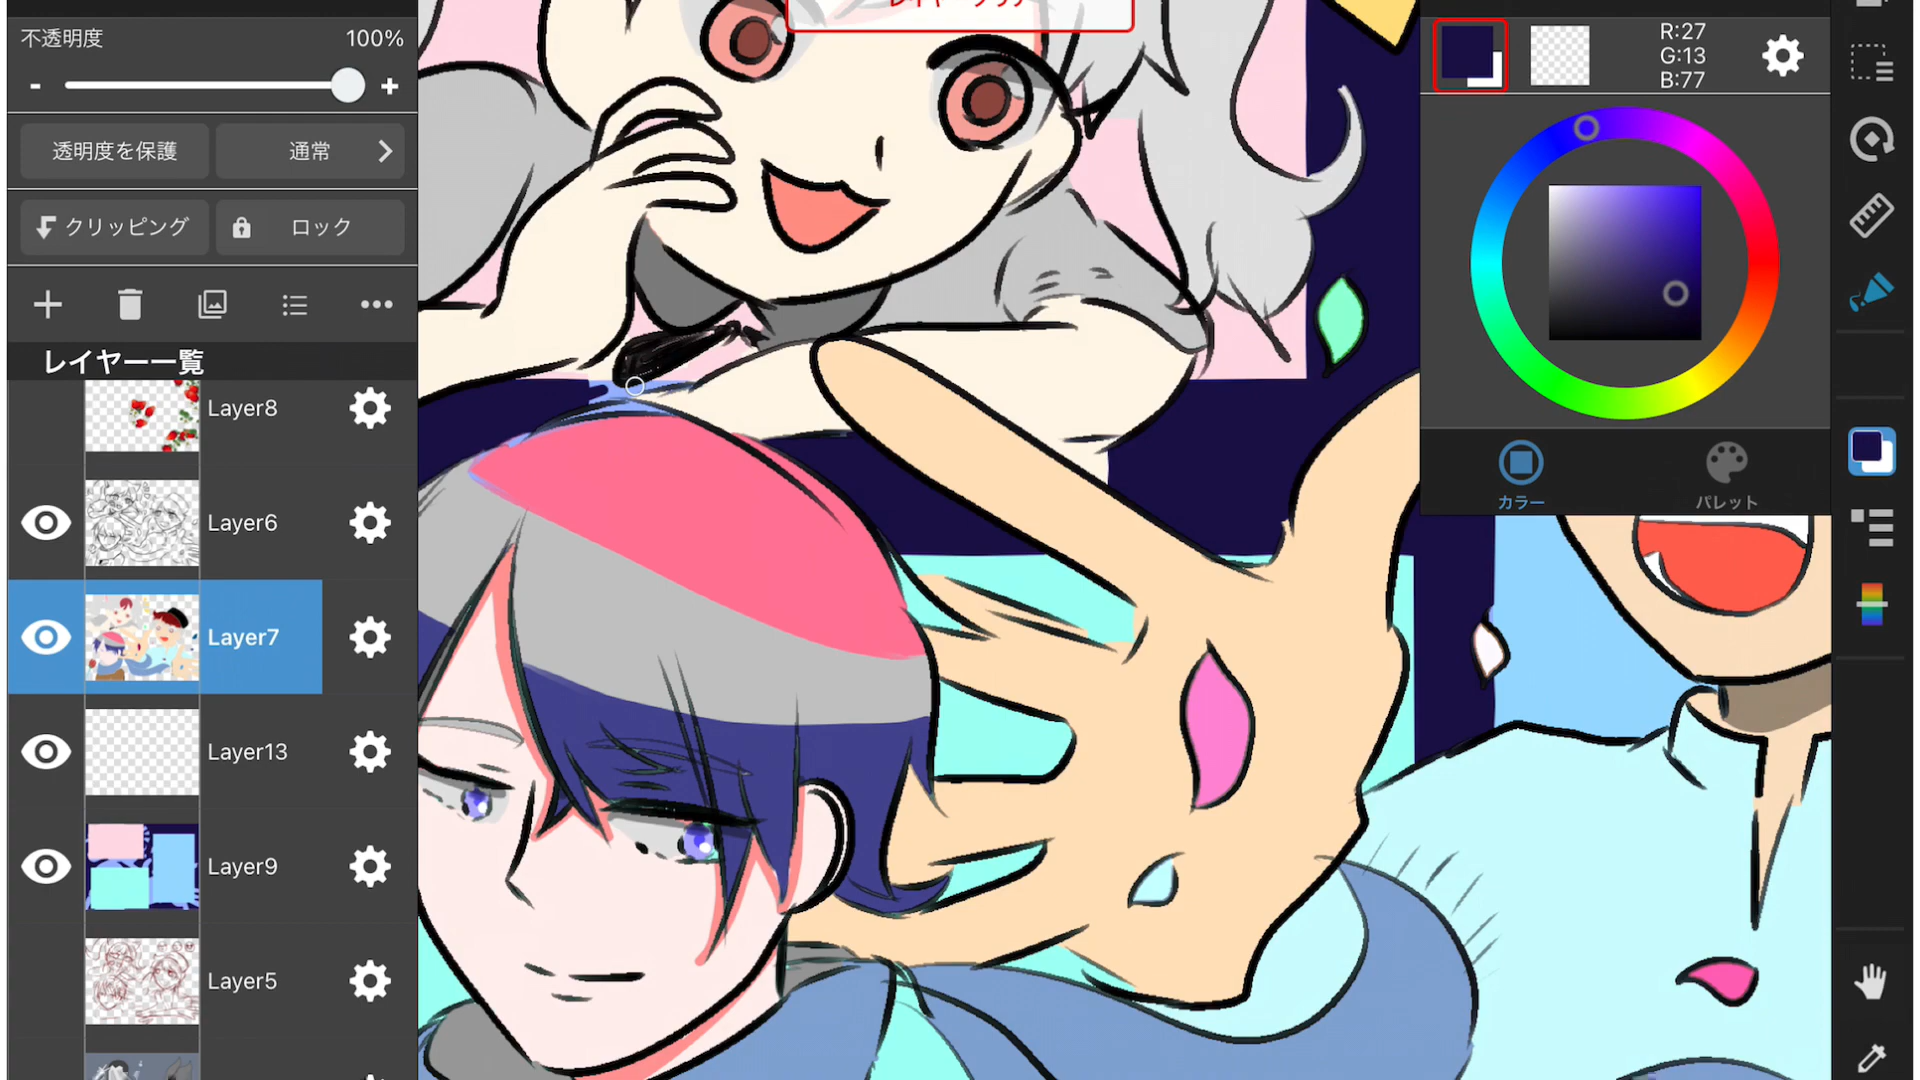 不透明度 100%
- +
透明度を保護 通常
クリッピング ロック
レイヤー一覧
Layer8
Layer6
Layer7
Layer13
Layer9
Layer5
R:27
G:13
B:77
カラー パレット